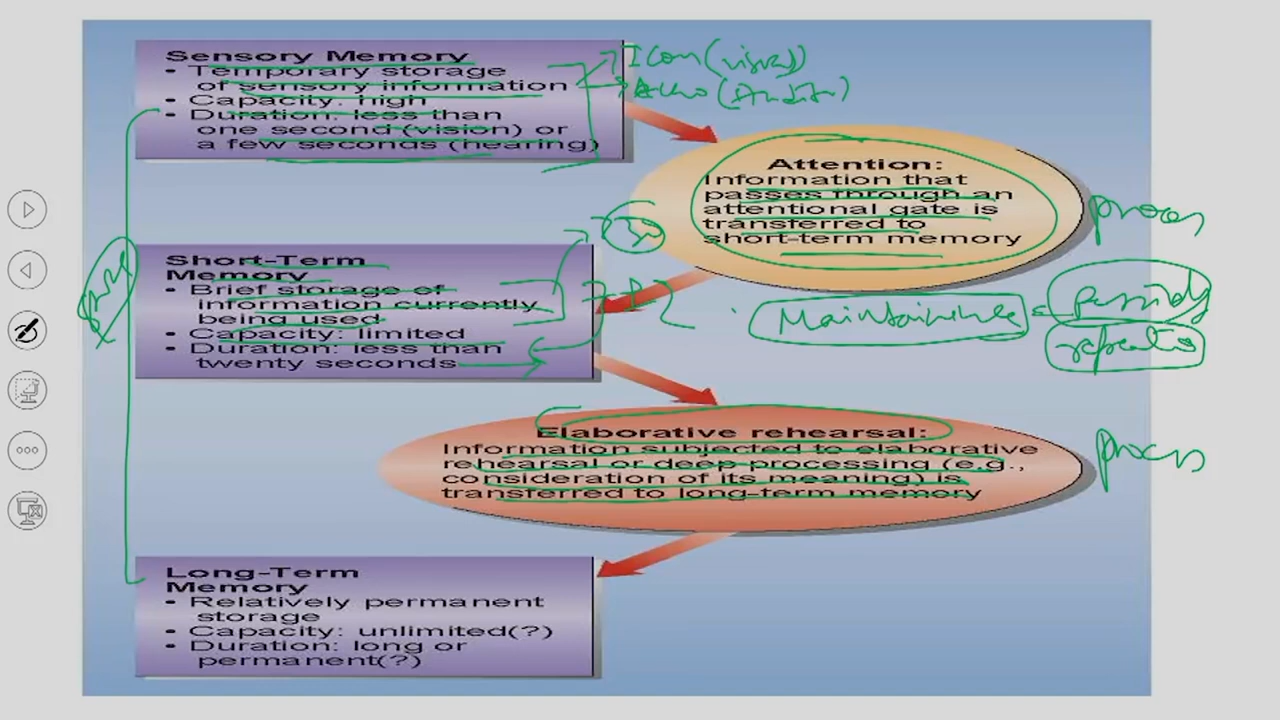 Sensory Memory
• Temporary storage
of sensory information
• Capacity: high
• Duration: less than
one second (vision) or
a few seconds (hearing)
Icon (visual)
Attention:
Information that
passes through an
attentional gate is
transferred to
short-term memory
process
Short-Term
Memory
• Brief storage of
information currently
being used
• Capacity: limited
• Duration: less than
twenty seconds
Elaborative rehearsal:
Information subjected to elaborative
rehearsal or deep processing (e.g.,
consideration of its meaning) is
transferred to long-term memory
process
Long-Term
Memory
• Relatively permanent
storage
• Capacity: unlimited(?)
• Duration: long or
permanent(?)